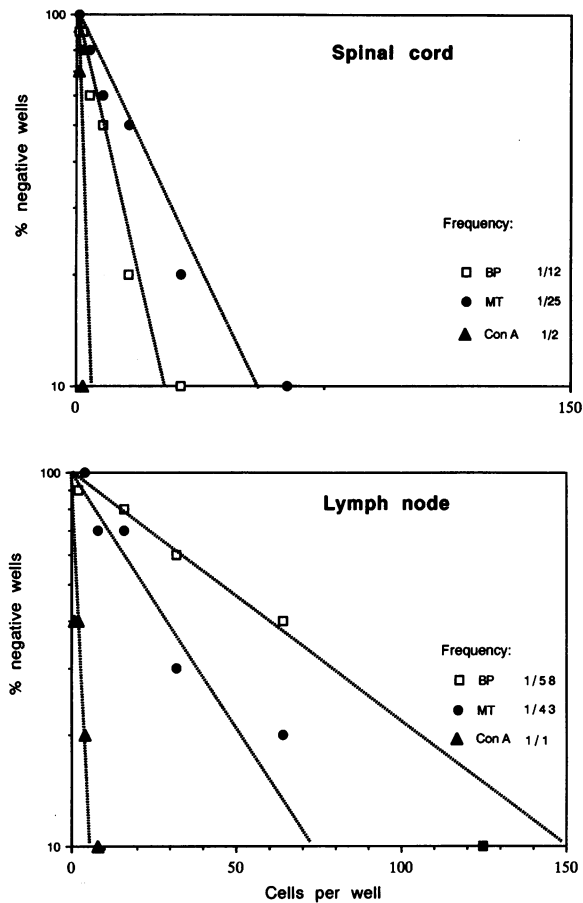 100
Spinal cord
% negative wells
Frequency:
BP 1/12
MT 1/25
Con A 1/2
10
0 150
100
Lymph node
% negative wells
Frequency:
BP 1/58
MT 1/43
Con A 1/1
10
0 50 100 150
Cells per well